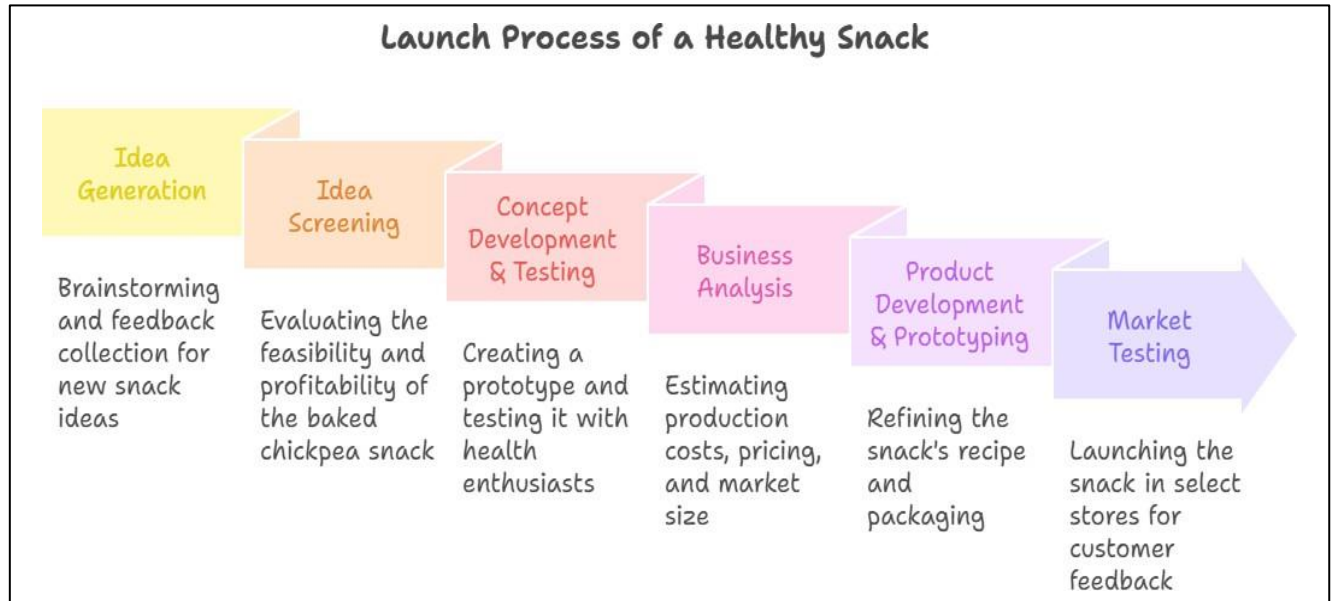 Launch Process of a Healthy Snack
Idea
Generation
Brainstorming
and feedback
collection for
new snack
ideas
Idea
Screening
Evaluating the
feasibility and
profitability of
the baked
chickpea snack
Concept
Development
& Testing
Creating a
prototype and
testing it with
health
enthusiasts
Business
Analysis
Estimating
production
costs, pricing,
and market
size
Product
Development
& Prototyping
Refining the
snack's recipe
and
packaging
Market
Testing
Launching the
snack in select
stores for
customer
feedback